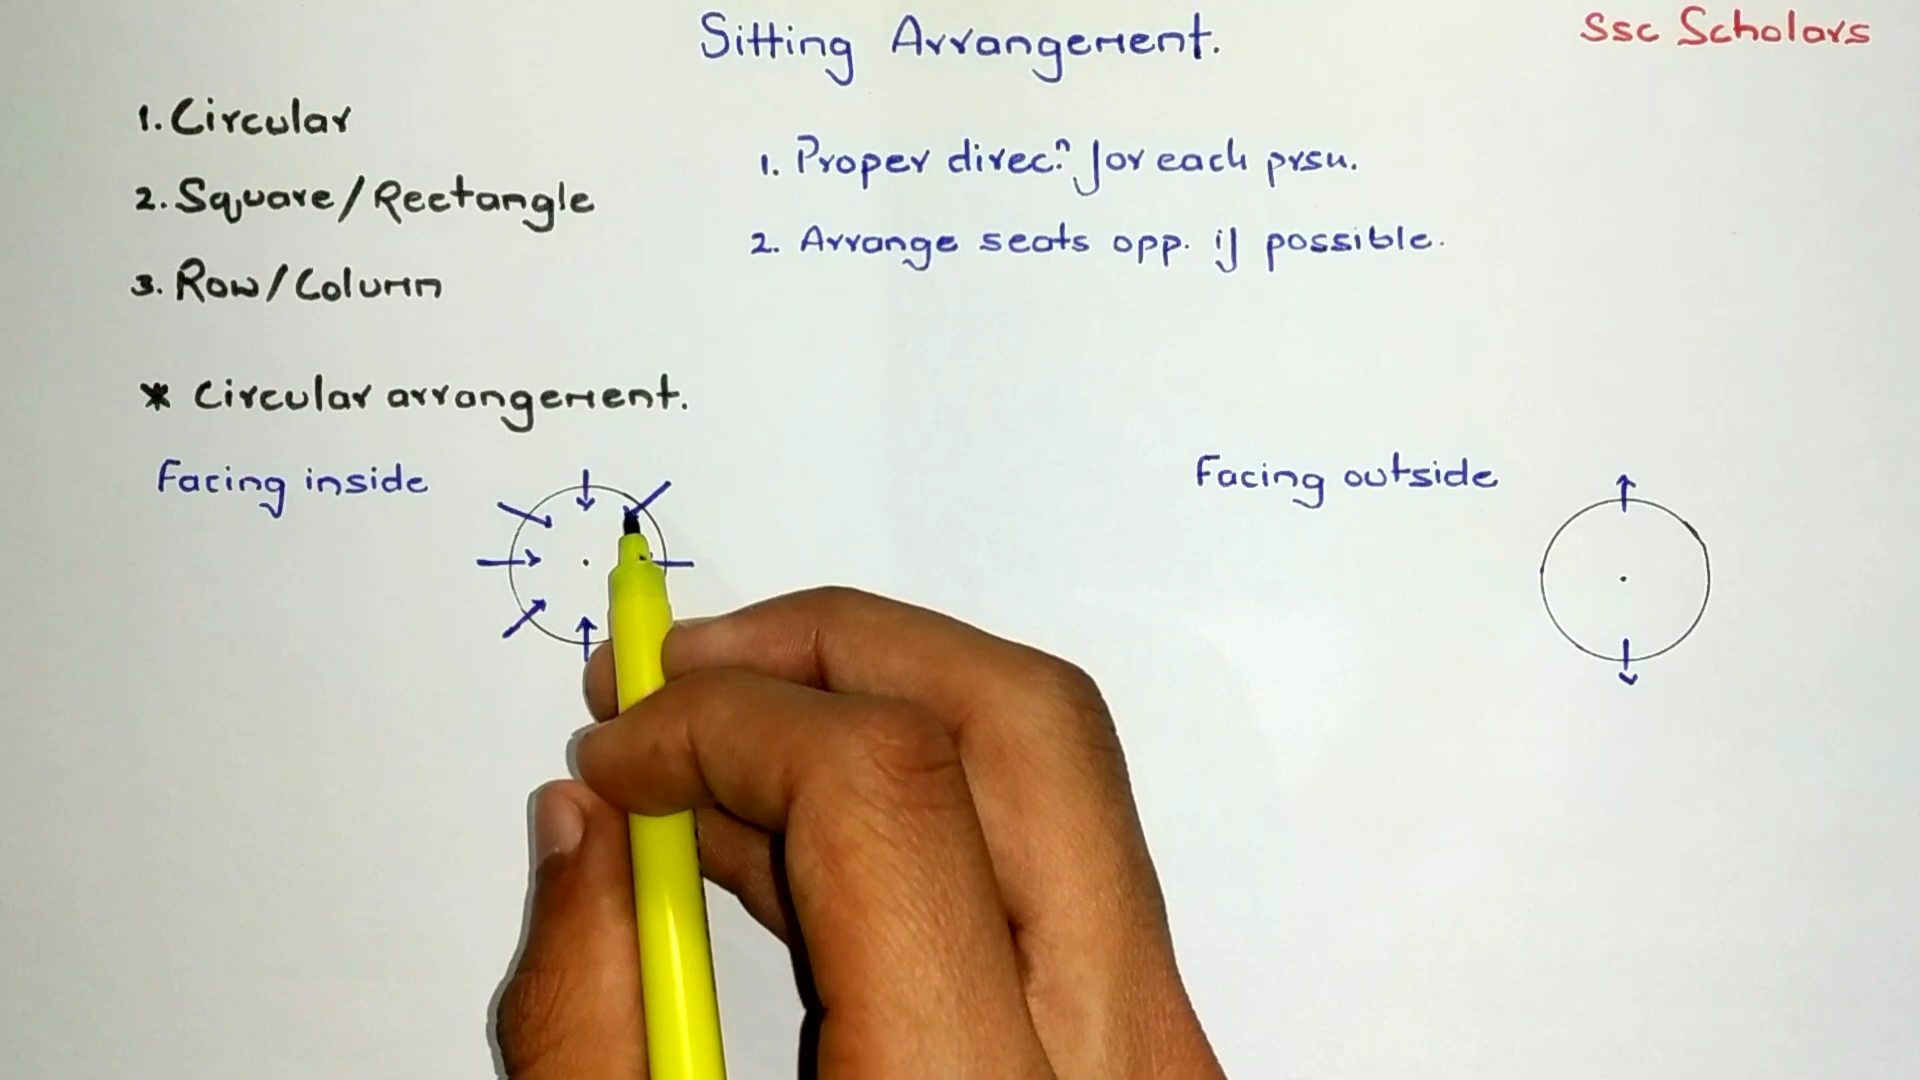 Sitting Arrangement.
Ssc Scholars
1. Circular
2. Square/Rectangle
3. Row/Column
1. Proper direc.n for each prsn.
2. Arrange seats opp. if possible.
* Circular arrangement.
Facing inside
Facing outside